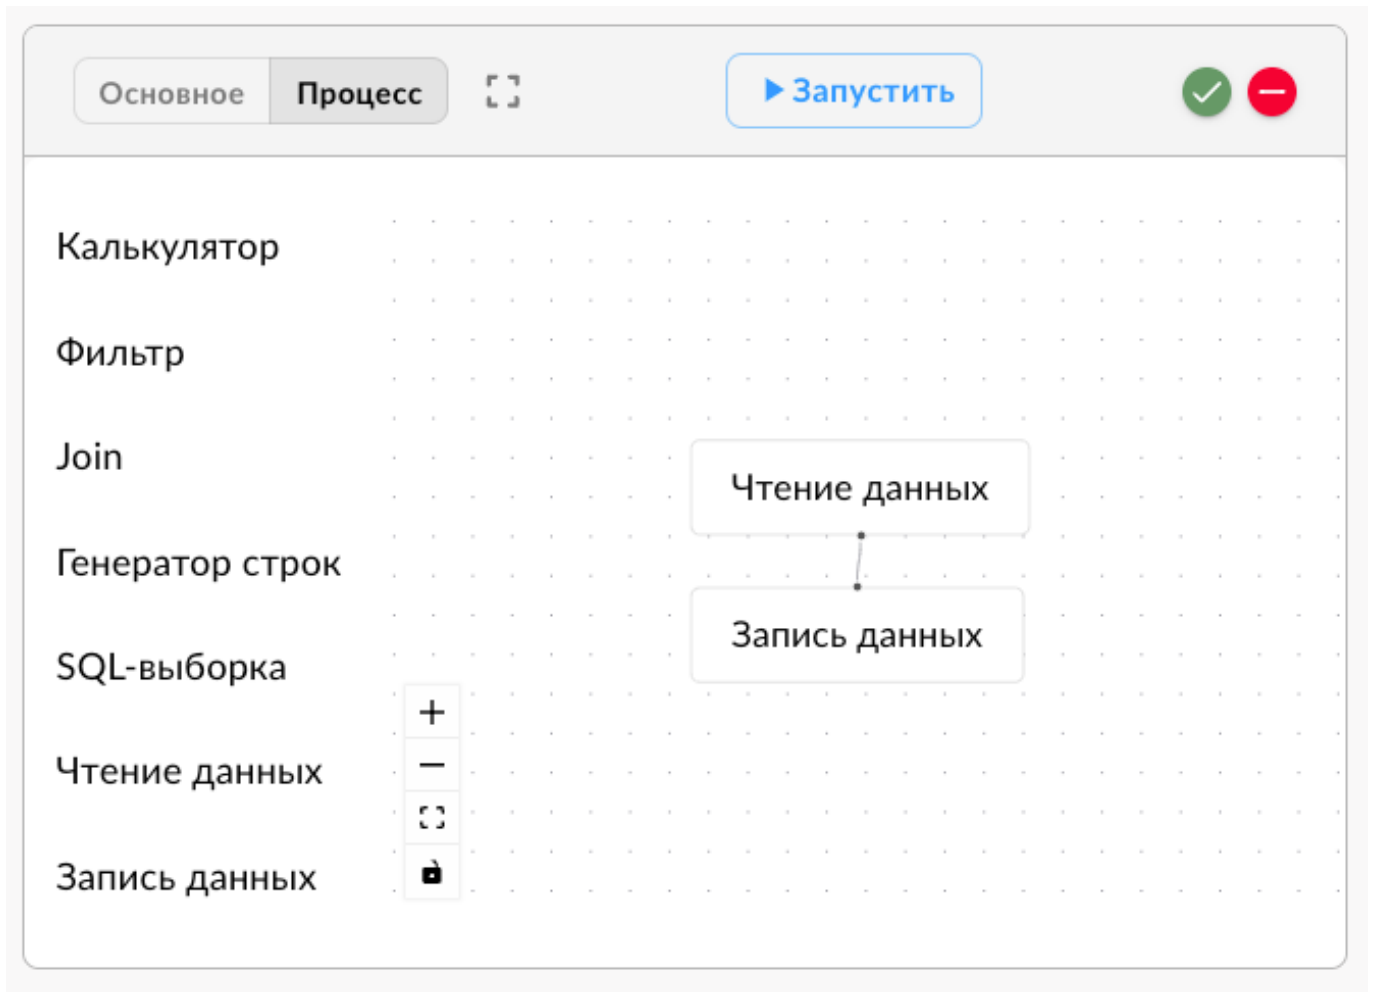 Основное Процесс Запустить
Калькулятор
Фильтр
Join
Генератор строк
SQL-выборка
Чтение данных
Запись данных
Чтение данных
Запись данных